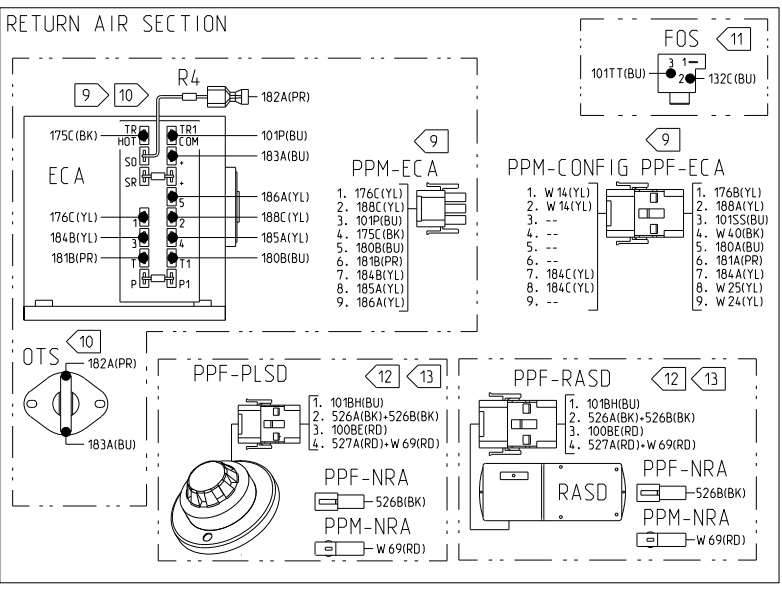 RETURN AIR SECTION
FOS
11
101TT(BU)
3 1
2
132C(BU)
9
10
R4
182A(PR)
ECA
TR HOT
TR1 COM
175C(BK)
101P(BU)
SO
+
183A(BU)
SR
+
5
186A(YL)
176C(YL)
1
2
188C(YL)
184B(YL)
3
4
185A(YL)
181B(PR)
T
T1
180B(BU)
P
P1
9
PPM-ECA
1. 176C(YL)
2. 188C(YL)
3. 101P(BU)
4. 175C(BK)
5. 180B(BU)
6. 181B(PR)
7. 184B(YL)
8. 185A(YL)
9. 186A(YL)
9
PPM-CONFIG PPF-ECA
1. W14(YL)
2. W14(YL)
3. --
4. --
5. --
6. --
7. 184C(YL)
8. 184C(YL)
9. --
1. 176B(YL)
2. 188A(YL)
3. 101SS(BU)
4. W40(BK)
5. 180A(BU)
6. 181A(PR)
7. 184A(YL)
8. W25(YL)
9. W24(YL)
OTS
10
182A(PR)
183A(BU)
PPF-PLSD
12
13
1. 101BH(BU)
2. 526A(BK)+526B(BK)
3. 100BE(RD)
4. 527A(RD)+W69(RD)
PPF-NRA
526B(BK)
PPM-NRA
W69(RD)
PPF-RASD
12
13
1. 101BH(BU)
2. 526A(BK)+526B(BK)
3. 100BE(RD)
4. 527A(RD)+W69(RD)
RASD
PPF-NRA
526B(BK)
PPM-NRA
W69(RD)